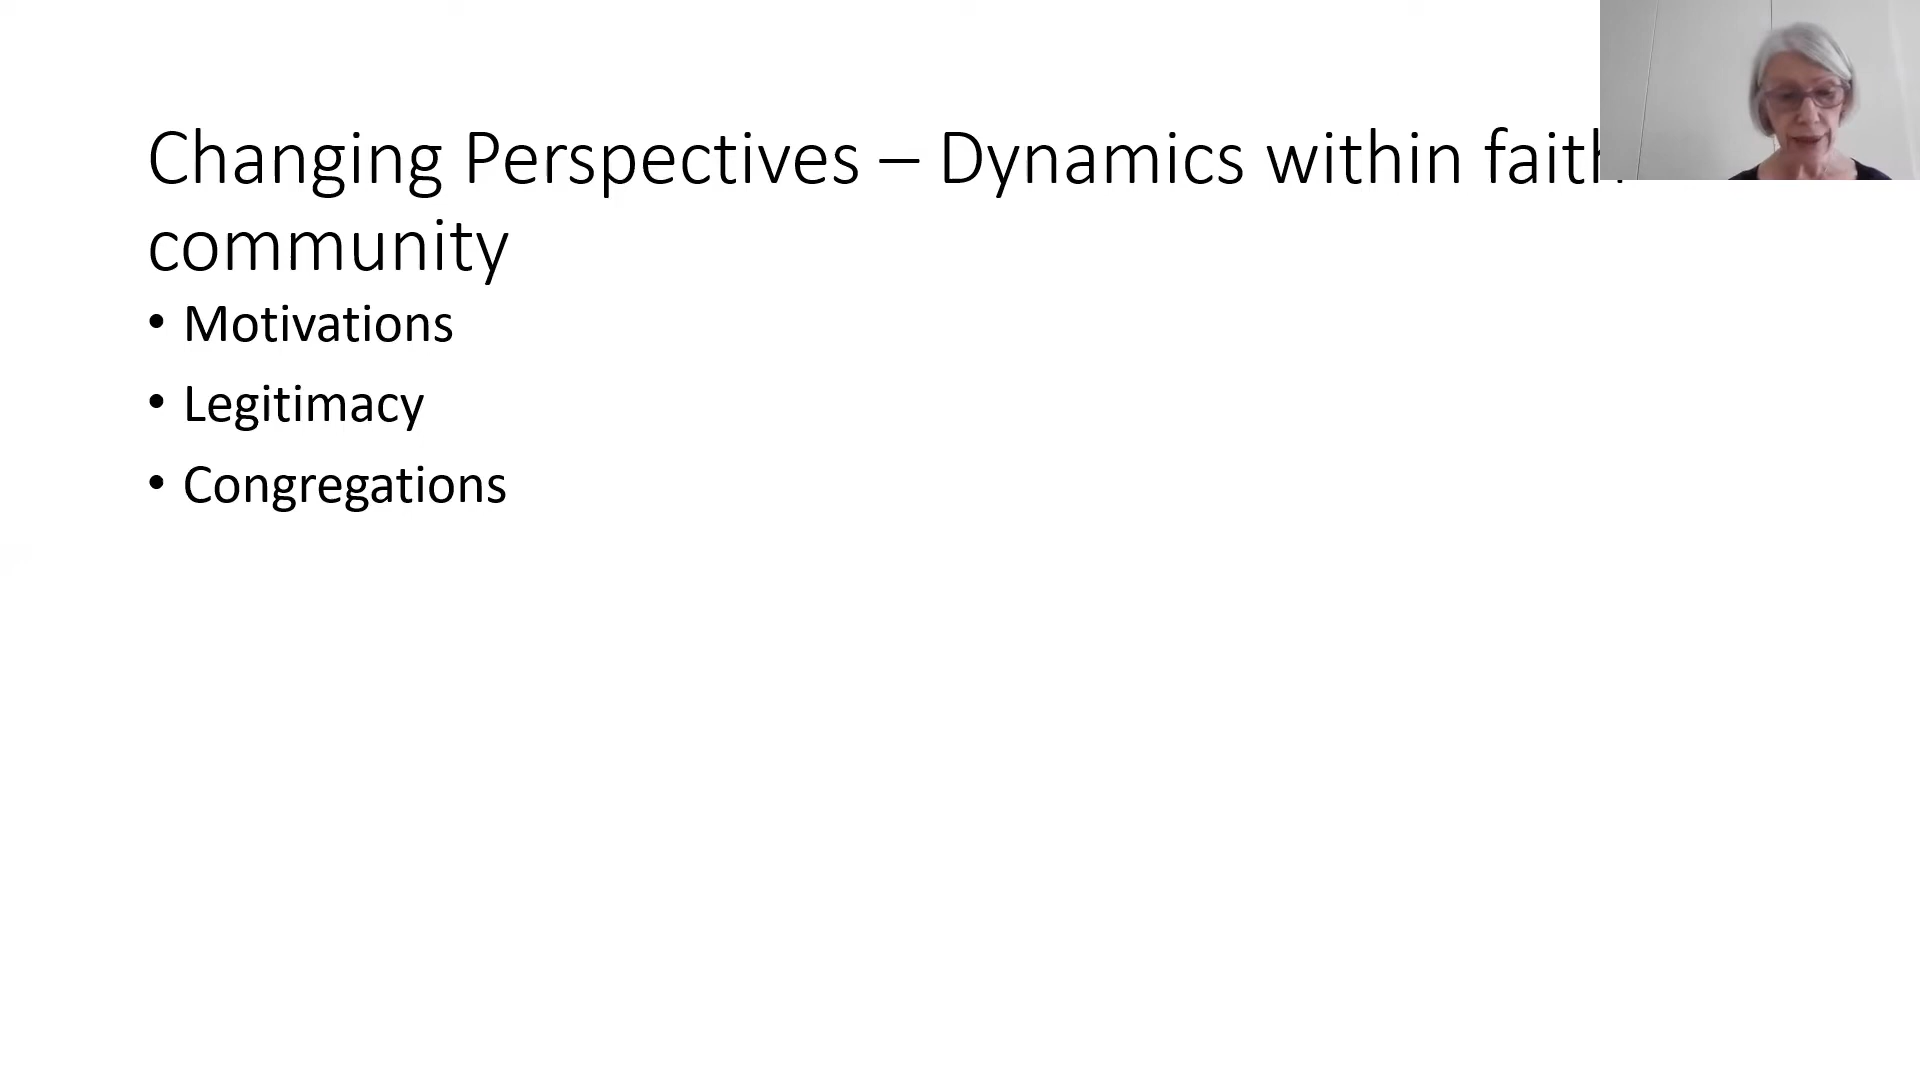 Changing Perspectives – Dynamics within faith
community
• Motivations
• Legitimacy
• Congregations